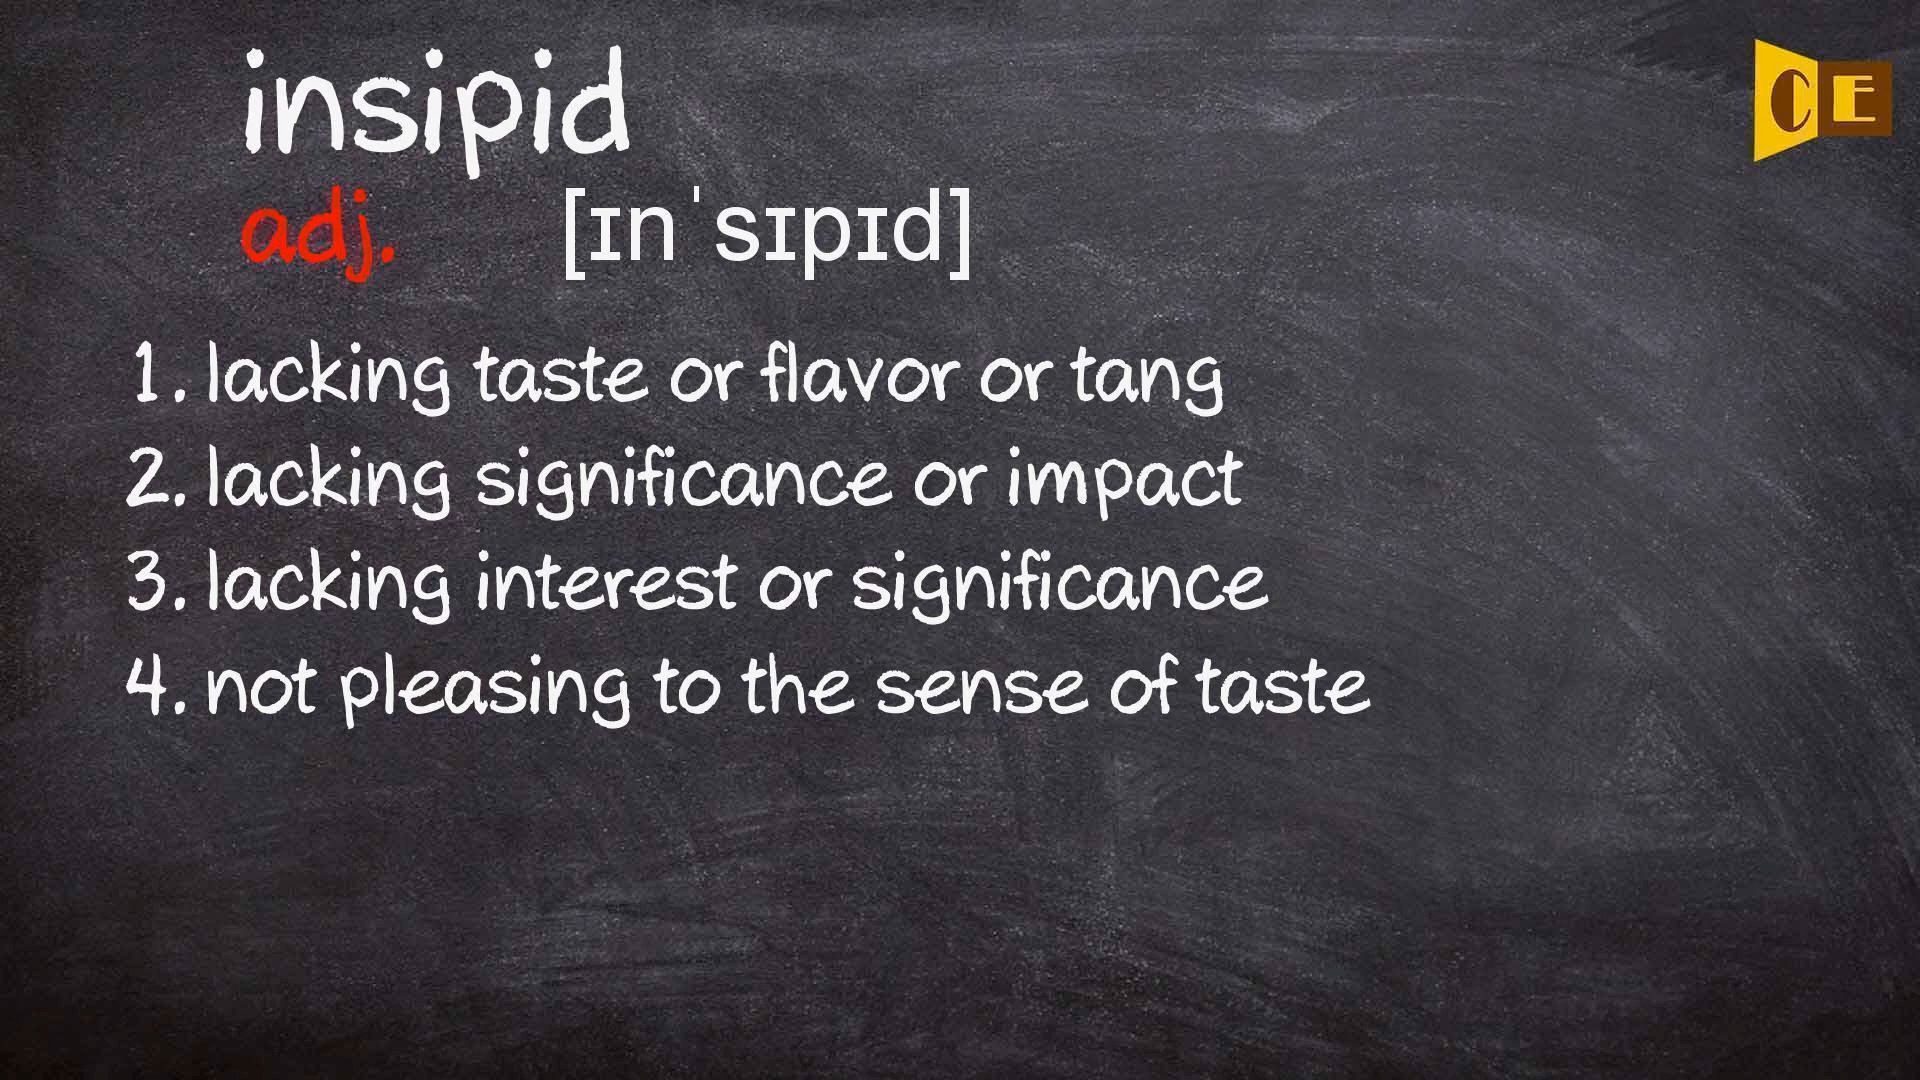 insipid
adj. [ɪnˈsɪpɪd]
1. lacking taste or flavor or tang
2. lacking significance or impact
3. lacking interest or significance
4. not pleasing to the sense of taste
CE